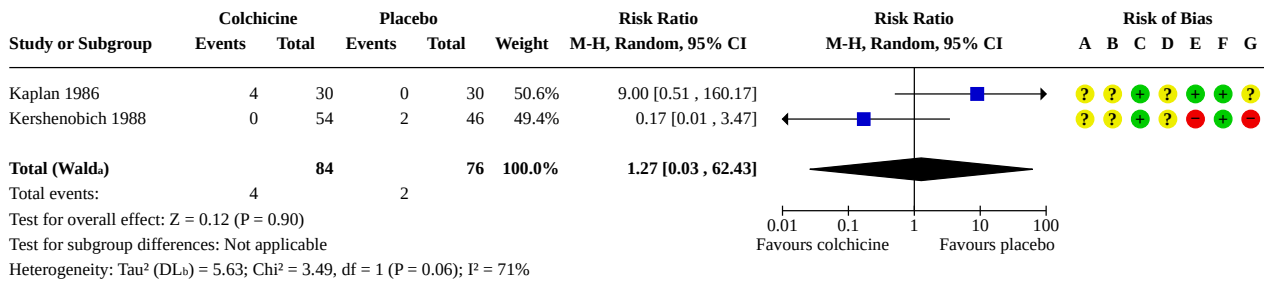 Colchicine Placebo Risk Ratio Risk Ratio Risk of Bias
Study or Subgroup Events Total Events Total Weight M-H, Random, 95% CI M-H, Random, 95% CI A B C D E F G
Kaplan 1986 4 30 0 30 50.6% 9.00 [0.51 , 160.17] ? ? + ? + + ?
Kershenobich 1988 0 54 2 46 49.4% 0.17 [0.01 , 3.47] ? ? + ? − + −
Total (Waldₐ) 84 76 100.0% 1.27 [0.03 , 62.43]
Total events: 4 2
Test for overall effect: Z = 0.12 (P = 0.90)
Test for subgroup differences: Not applicable
Heterogeneity: Tau² (DLb) = 5.63; Chi² = 3.49, df = 1 (P = 0.06); I² = 71%
0.01 0.1 1 10 100
Favours colchicine Favours placebo